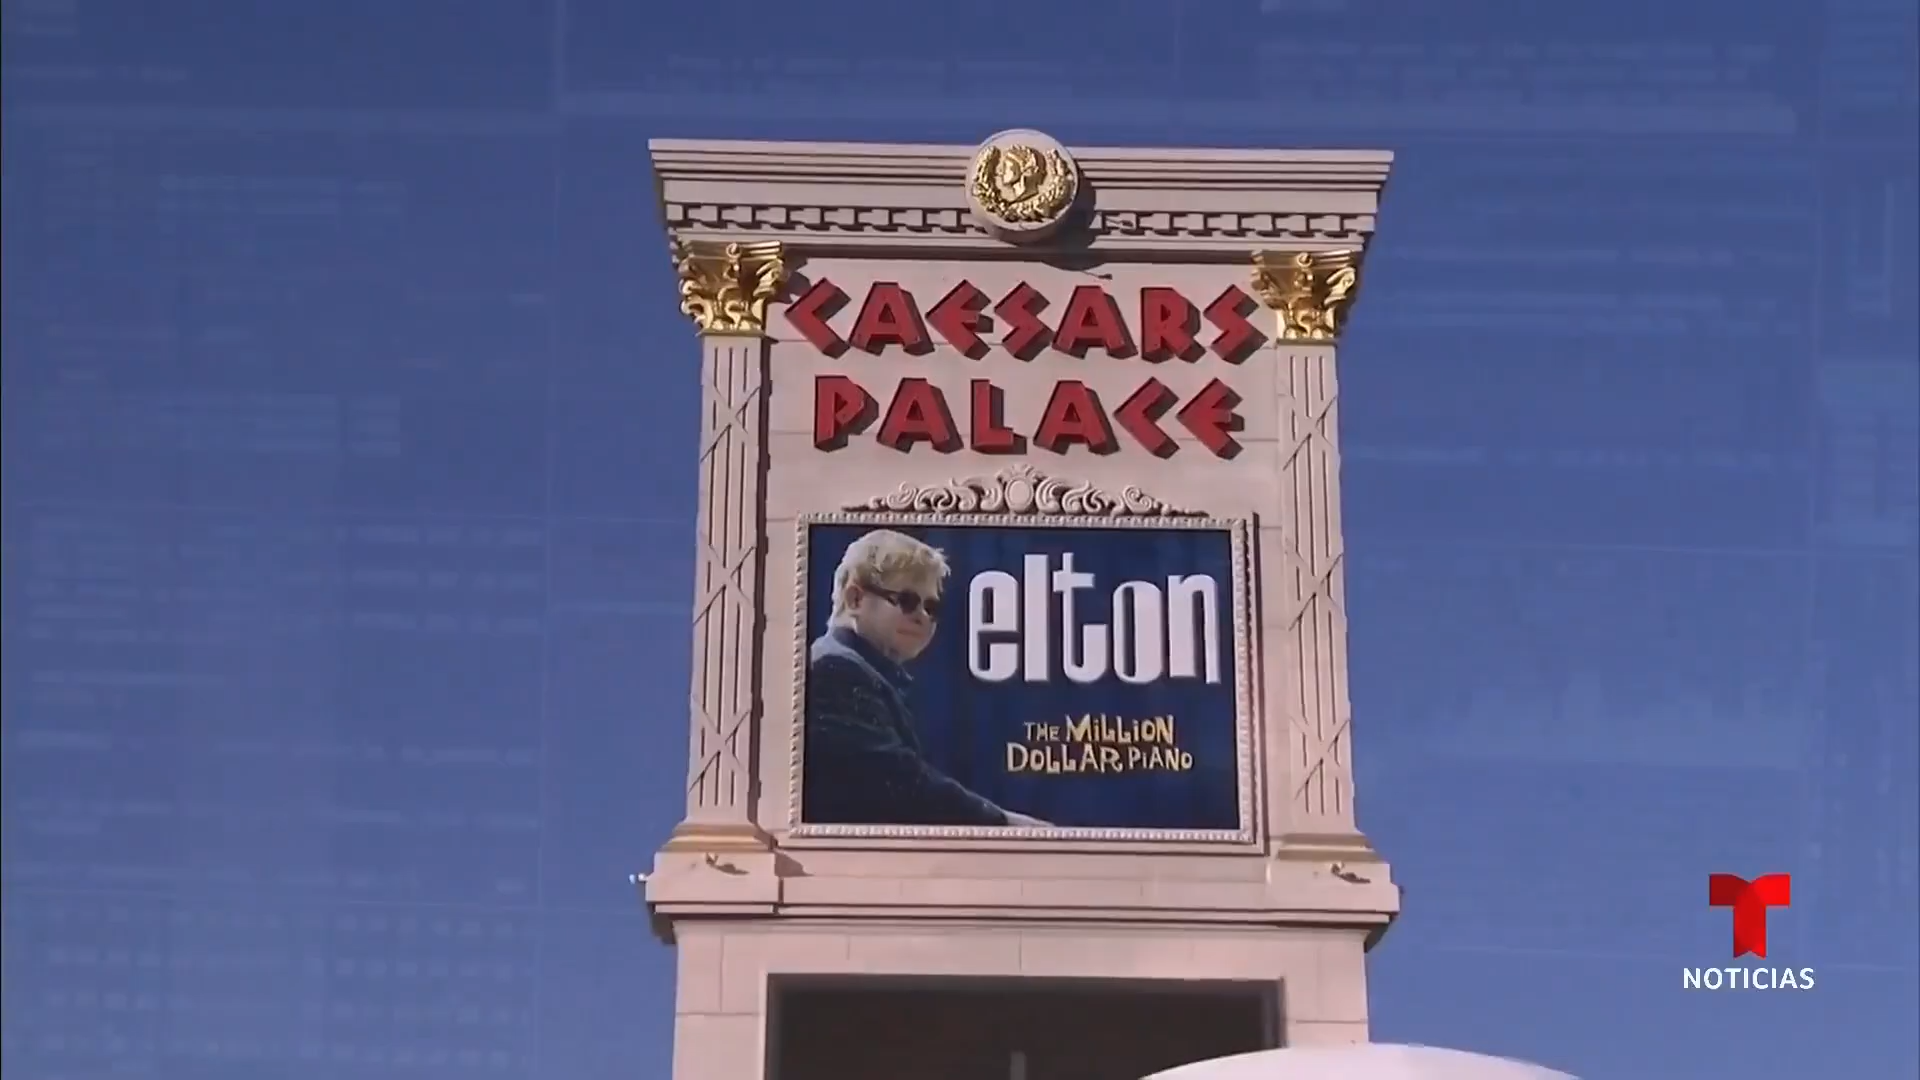 CAESARS
PALACE
elton
THE MiLLiON
DOLLAR PiANO
NOTICIAS